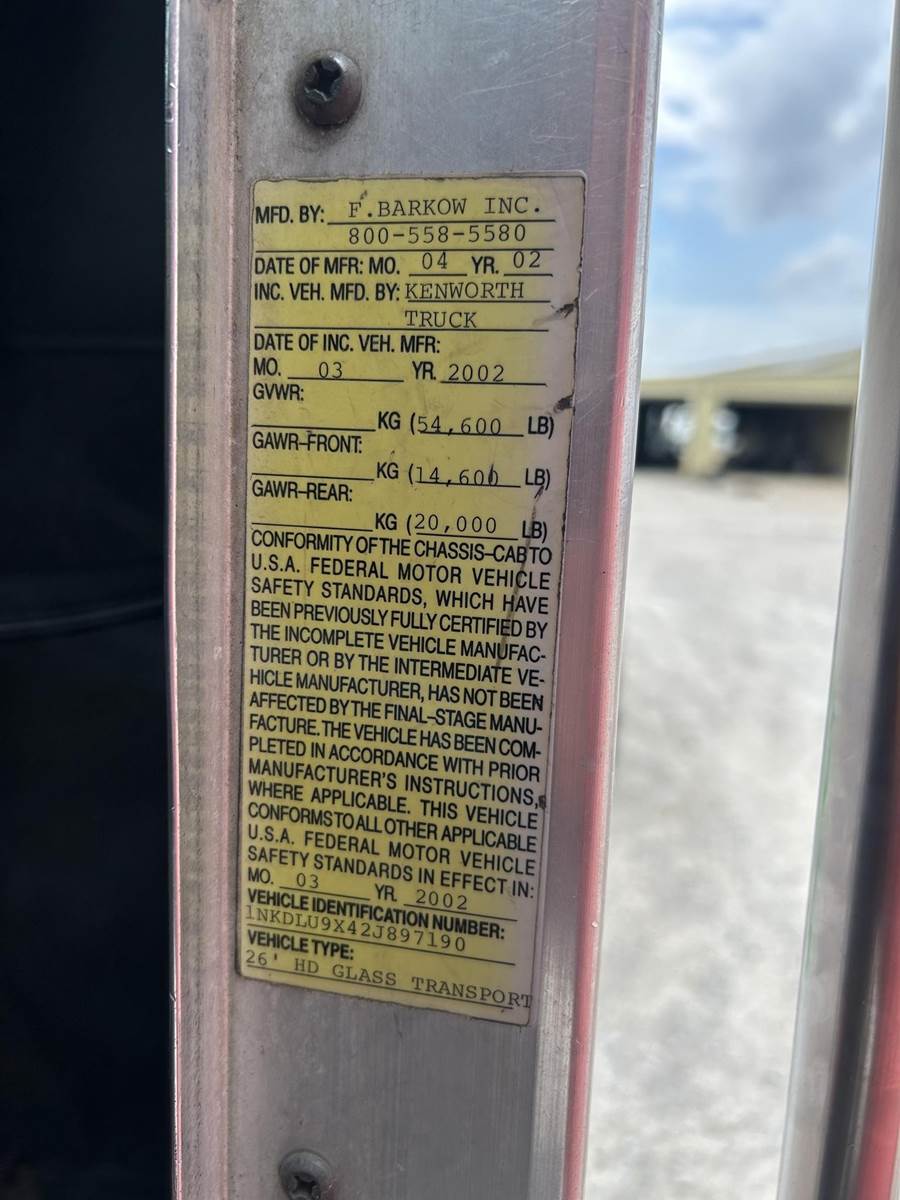 MFD. BY: F.BARKOW INC.
800-558-5580
DATE OF MFR: MO. 04 YR. 02
INC. VEH. MFD. BY: KENWORTH
TRUCK
DATE OF INC. VEH. MFR:
MO. 03 YR. 2002
GVWR:
KG (54,600 LB)
GAWR-FRONT:
KG (14,600 LB)
GAWR-REAR:
KG (20,000 LB)
CONFORMITY OF THE CHASSIS-CAB TO
U.S.A. FEDERAL MOTOR VEHICLE
SAFETY STANDARDS, WHICH HAVE
BEEN PREVIOUSLY FULLY CERTIFIED BY
THE INCOMPLETE VEHICLE MANUFAC-
TURER OR BY THE INTERMEDIATE VE-
HICLE MANUFACTURER, HAS NOT BEEN
AFFECTED BY THE FINAL-STAGE MANU-
FACTURE. THE VEHICLE HAS BEEN COM-
PLETED IN ACCORDANCE WITH PRIOR
MANUFACTURER'S INSTRUCTIONS,
WHERE APPLICABLE. THIS VEHICLE
CONFORMS TO ALL OTHER APPLICABLE
U.S.A. FEDERAL MOTOR VEHICLE
SAFETY STANDARDS IN EFFECT IN:
MO. 03 YR. 2002
VEHICLE IDENTIFICATION NUMBER:
1NKDLU9X42J897190
VEHICLE TYPE:
26' HD GLASS TRANSPORT